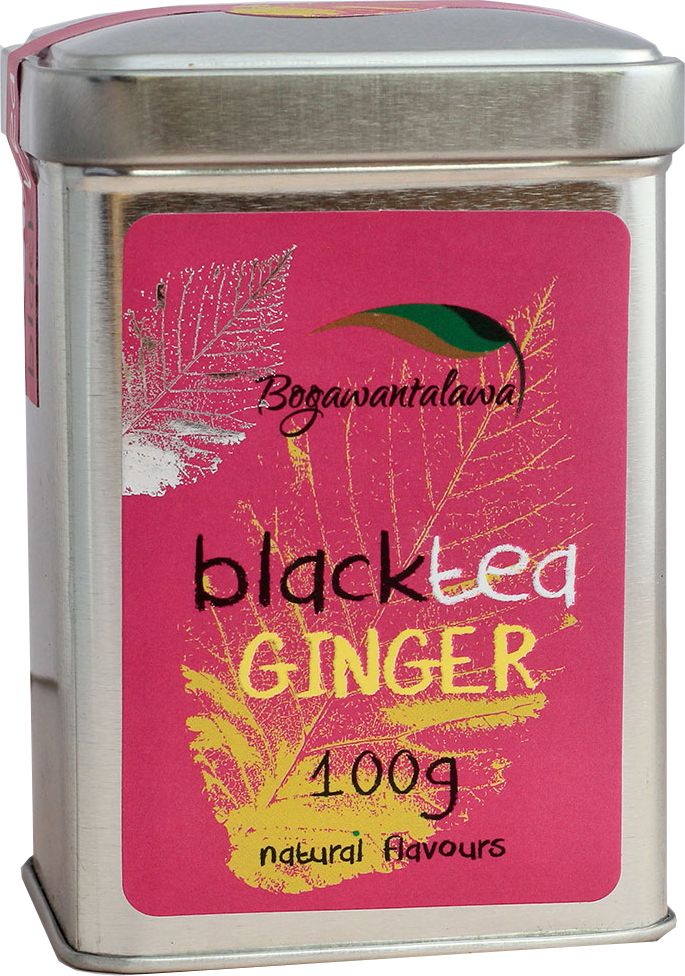 Bogawantalawa
blacktea
GINGER
100g
natural flavours